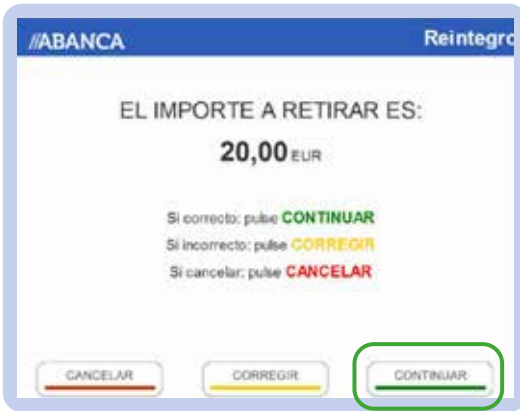 //ABANCA Reintegro
EL IMPORTE A RETIRAR ES:
20,00 EUR
Si correcto: pulse CONTINUAR
Si incorrecto: pulse CORREGIR
Si cancelar: pulse CANCELAR
CANCELAR CORREGIR CONTINUAR